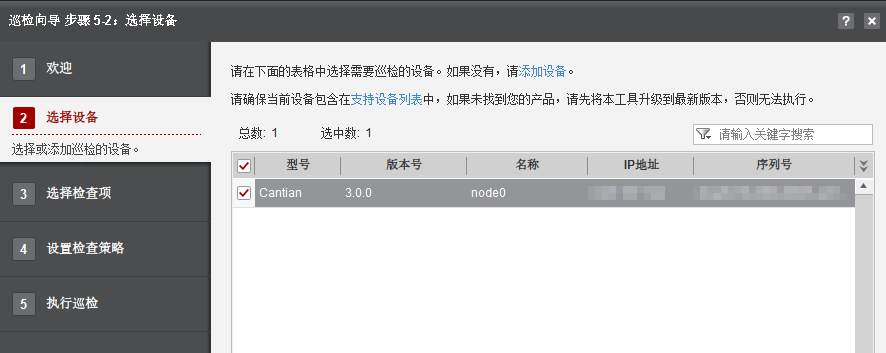 巡检向导 步骤 5-2：选择设备
1 欢迎
2 选择设备
选择或添加巡检的设备。
3 选择检查项
4 设置检查策略
5 执行巡检
请在下面的表格中选择需要巡检的设备。如果没有，请添加设备。
请确保当前设备包含在支持设备列表中，如果未找到您的产品，请先将本工具升级到最新版本，否则无法执行。
总数: 1 选中数: 1 请输入关键字搜索
型号 版本号 名称 IP地址 序列号
Cantian 3.0.0 node0